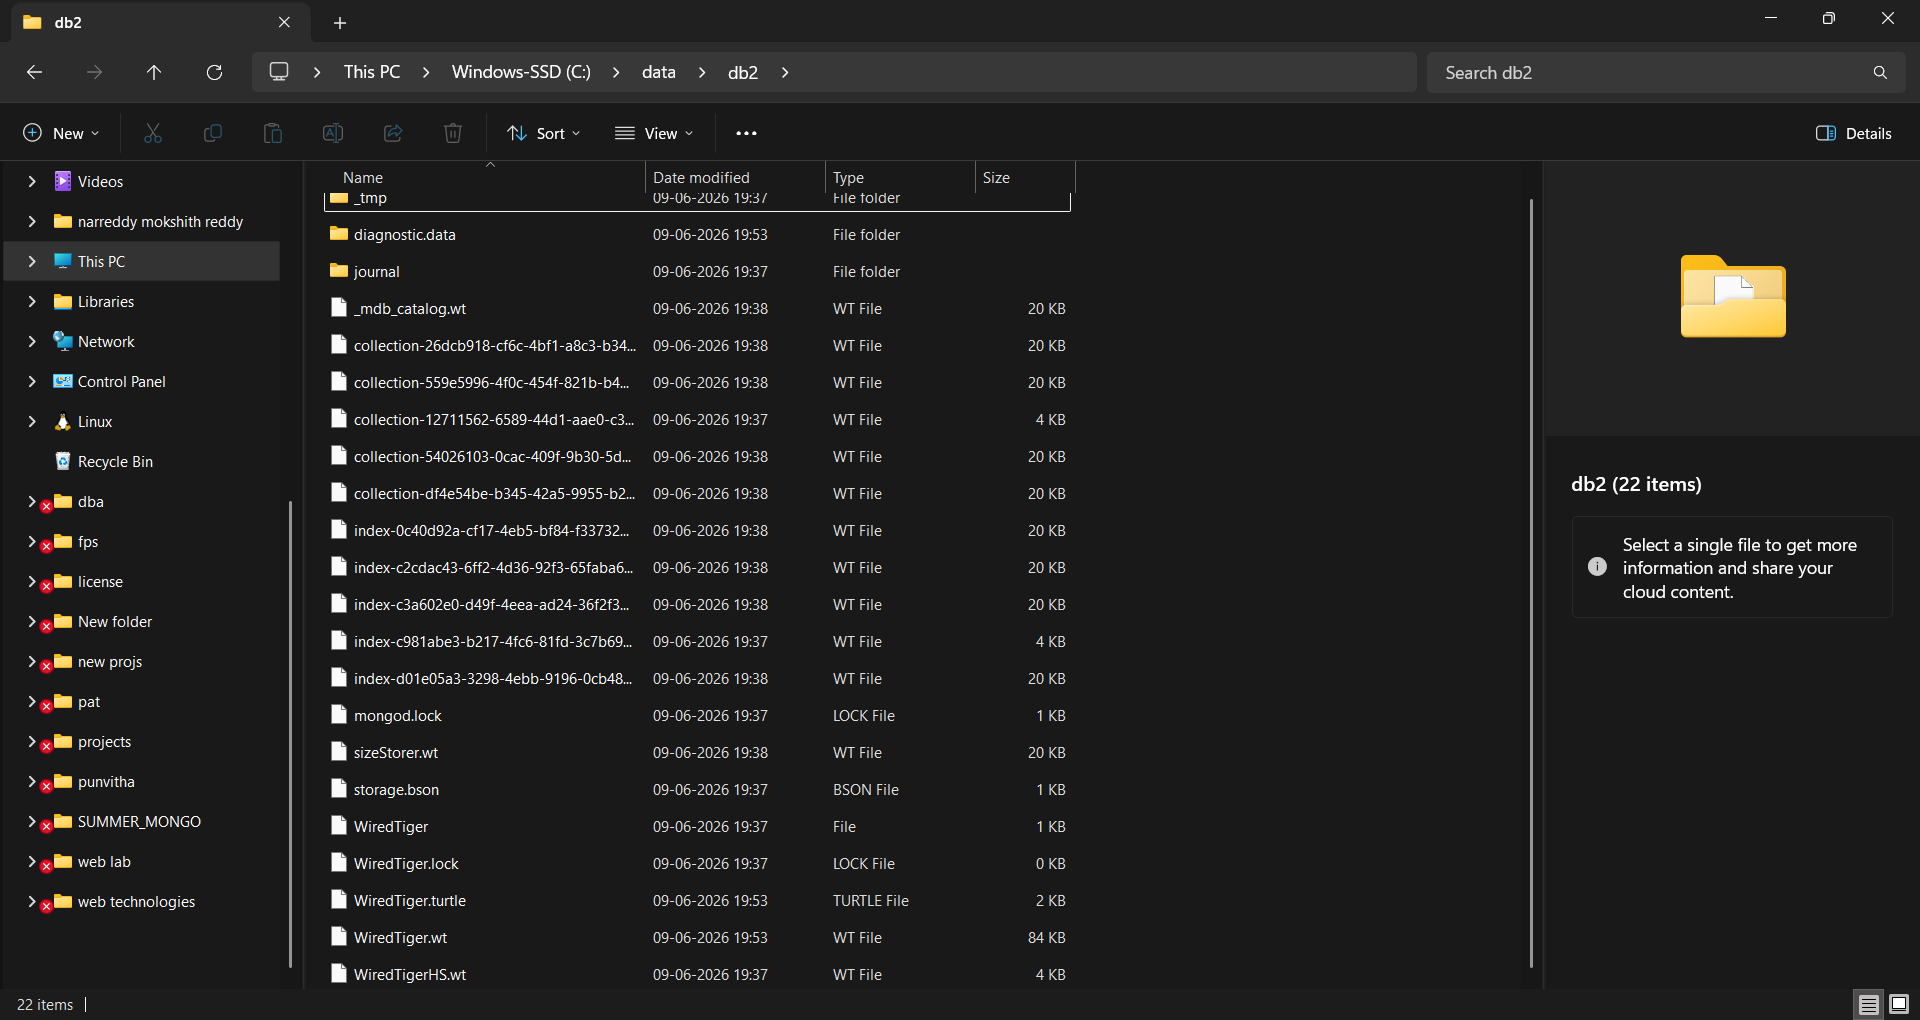 db2
This PC > Windows-SSD (C:) > data > db2 >
Search db2
New
Sort
View
Details
Videos
narreddy mokshith reddy
This PC
Libraries
Network
Control Panel
Linux
Recycle Bin
dba
fps
license
New folder
new projs
pat
projects
punvitha
SUMMER_MONGO
web lab
web technologies
Name Date modified Type Size
_tmp 09-06-2026 19:37 File folder
diagnostic.data 09-06-2026 19:53 File folder
journal 09-06-2026 19:37 File folder
_mdb_catalog.wt 09-06-2026 19:38 WT File 20 KB
collection-26dcb918-cf6c-4bf1-a8c3-b34... 09-06-2026 19:38 WT File 20 KB
collection-559e5996-4f0c-454f-821b-b4... 09-06-2026 19:38 WT File 20 KB
collection-12711562-6589-44d1-aae0-c3... 09-06-2026 19:37 WT File 4 KB
collection-54026103-0cac-409f-9b30-5d... 09-06-2026 19:38 WT File 20 KB
collection-df4e54be-b345-42a5-9955-b2... 09-06-2026 19:38 WT File 20 KB
index-0c40d92a-cf17-4eb5-bf84-f33732... 09-06-2026 19:38 WT File 20 KB
index-c2cdac43-6ff2-4d36-92f3-65faba6... 09-06-2026 19:38 WT File 20 KB
index-c3a602e0-d49f-4eea-ad24-36f2f3... 09-06-2026 19:38 WT File 20 KB
index-c981abe3-b217-4fc6-81fd-3c7b69... 09-06-2026 19:37 WT File 4 KB
index-d01e05a3-3298-4ebb-9196-0cb48... 09-06-2026 19:38 WT File 20 KB
mongod.lock 09-06-2026 19:37 LOCK File 1 KB
sizeStorer.wt 09-06-2026 19:38 WT File 20 KB
storage.bson 09-06-2026 19:37 BSON File 1 KB
WiredTiger 09-06-2026 19:37 File 1 KB
WiredTiger.lock 09-06-2026 19:37 LOCK File 0 KB
WiredTiger.turtle 09-06-2026 19:53 TURTLE File 2 KB
WiredTiger.wt 09-06-2026 19:53 WT File 84 KB
WiredTigerHS.wt 09-06-2026 19:37 WT File 4 KB
db2 (22 items)
Select a single file to get more
information and share your
cloud content.
22 items